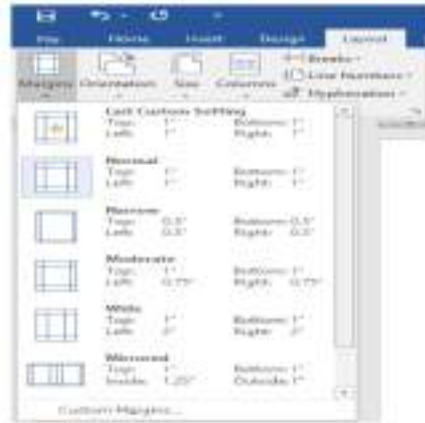 File Home Insert Design Layout
Margins Orientation Size Columns
Breaks
Line Numbers
Hyphenation
Last Custom Setting
Top: 1" Bottom: 1"
Left: 1" Right: 1"
Normal
Top: 1" Bottom: 1"
Left: 1" Right: 1"
Narrow
Top: 0.5" Bottom: 0.5"
Left: 0.5" Right: 0.5"
Moderate
Top: 1" Bottom: 1"
Left: 0.75" Right: 0.75"
Wide
Top: 1" Bottom: 1"
Left: 2" Right: 2"
Mirrored
Top: 1" Bottom: 1"
Inside: 1.25" Outside: 1"
Custom Margins...